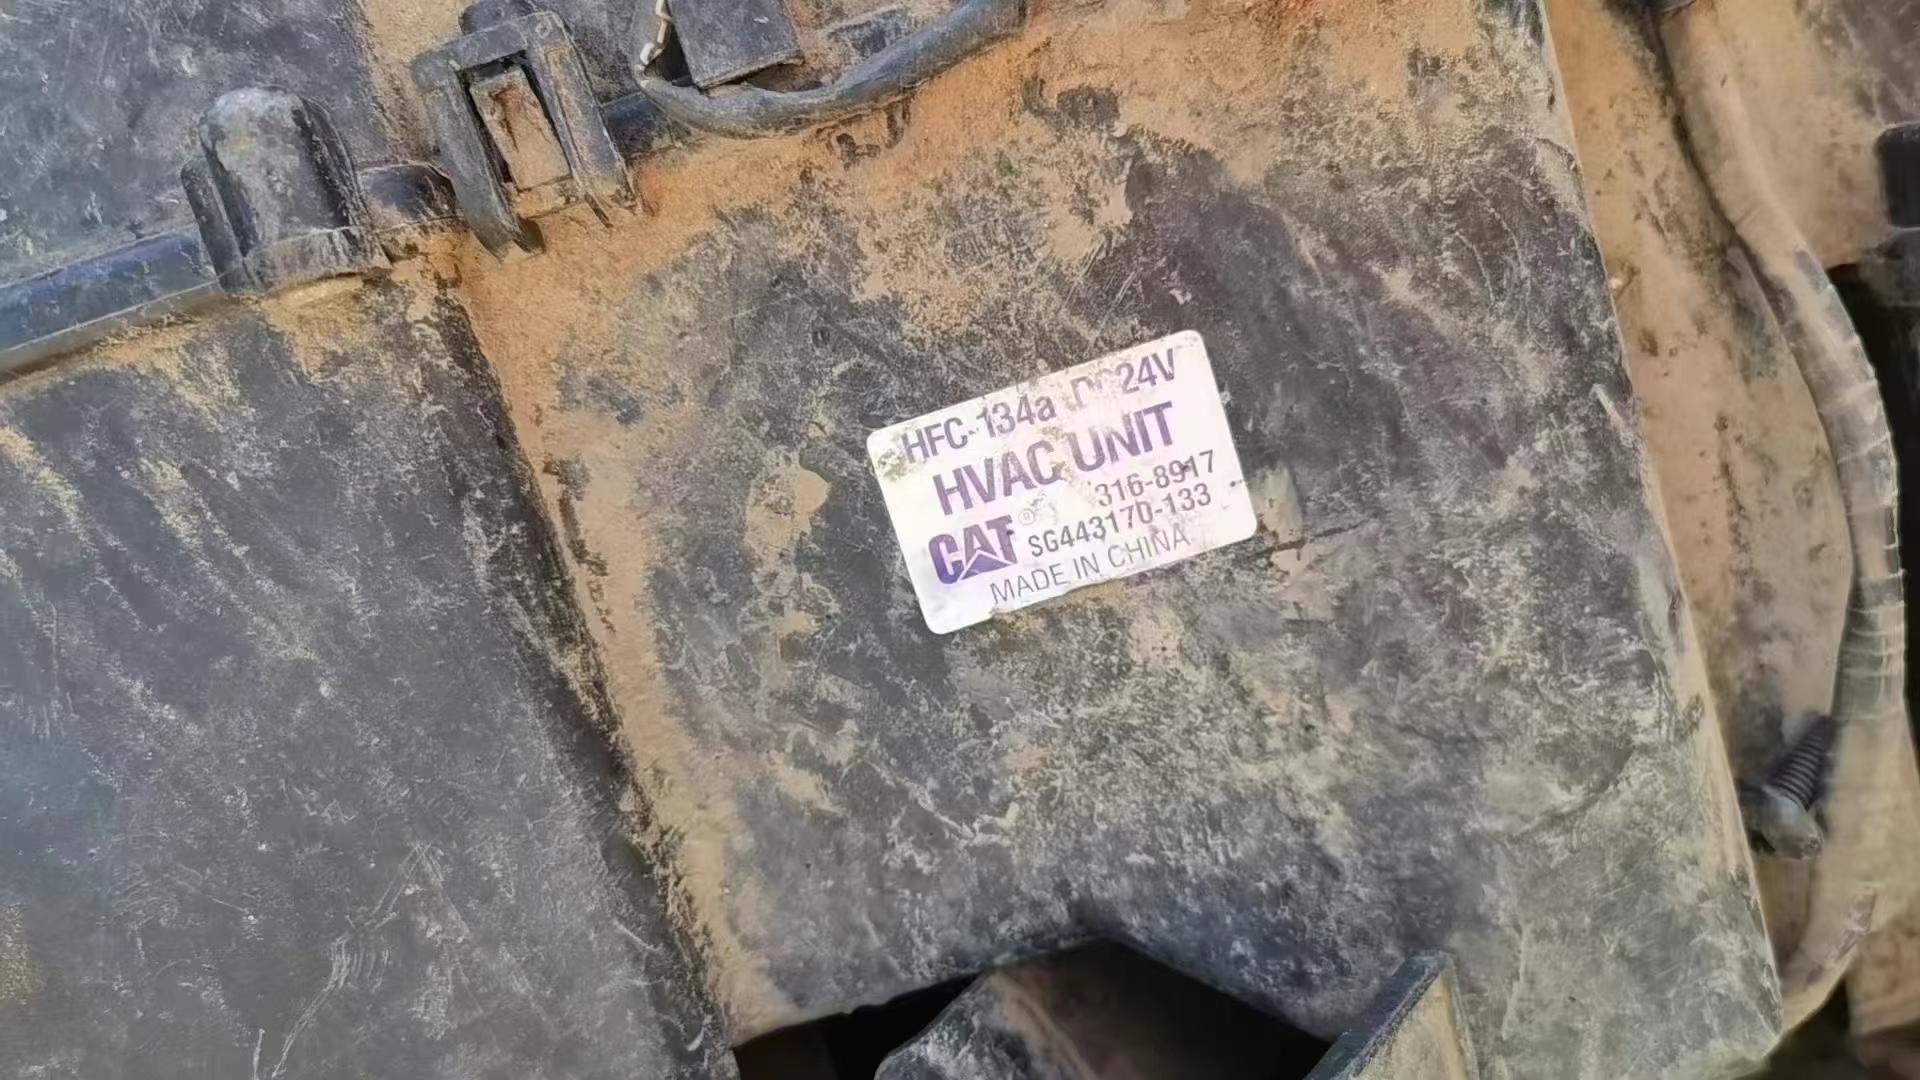 HFC-134a DC24V
HVAC UNIT
316-8917
CAT® SG443170-133
MADE IN CHINA